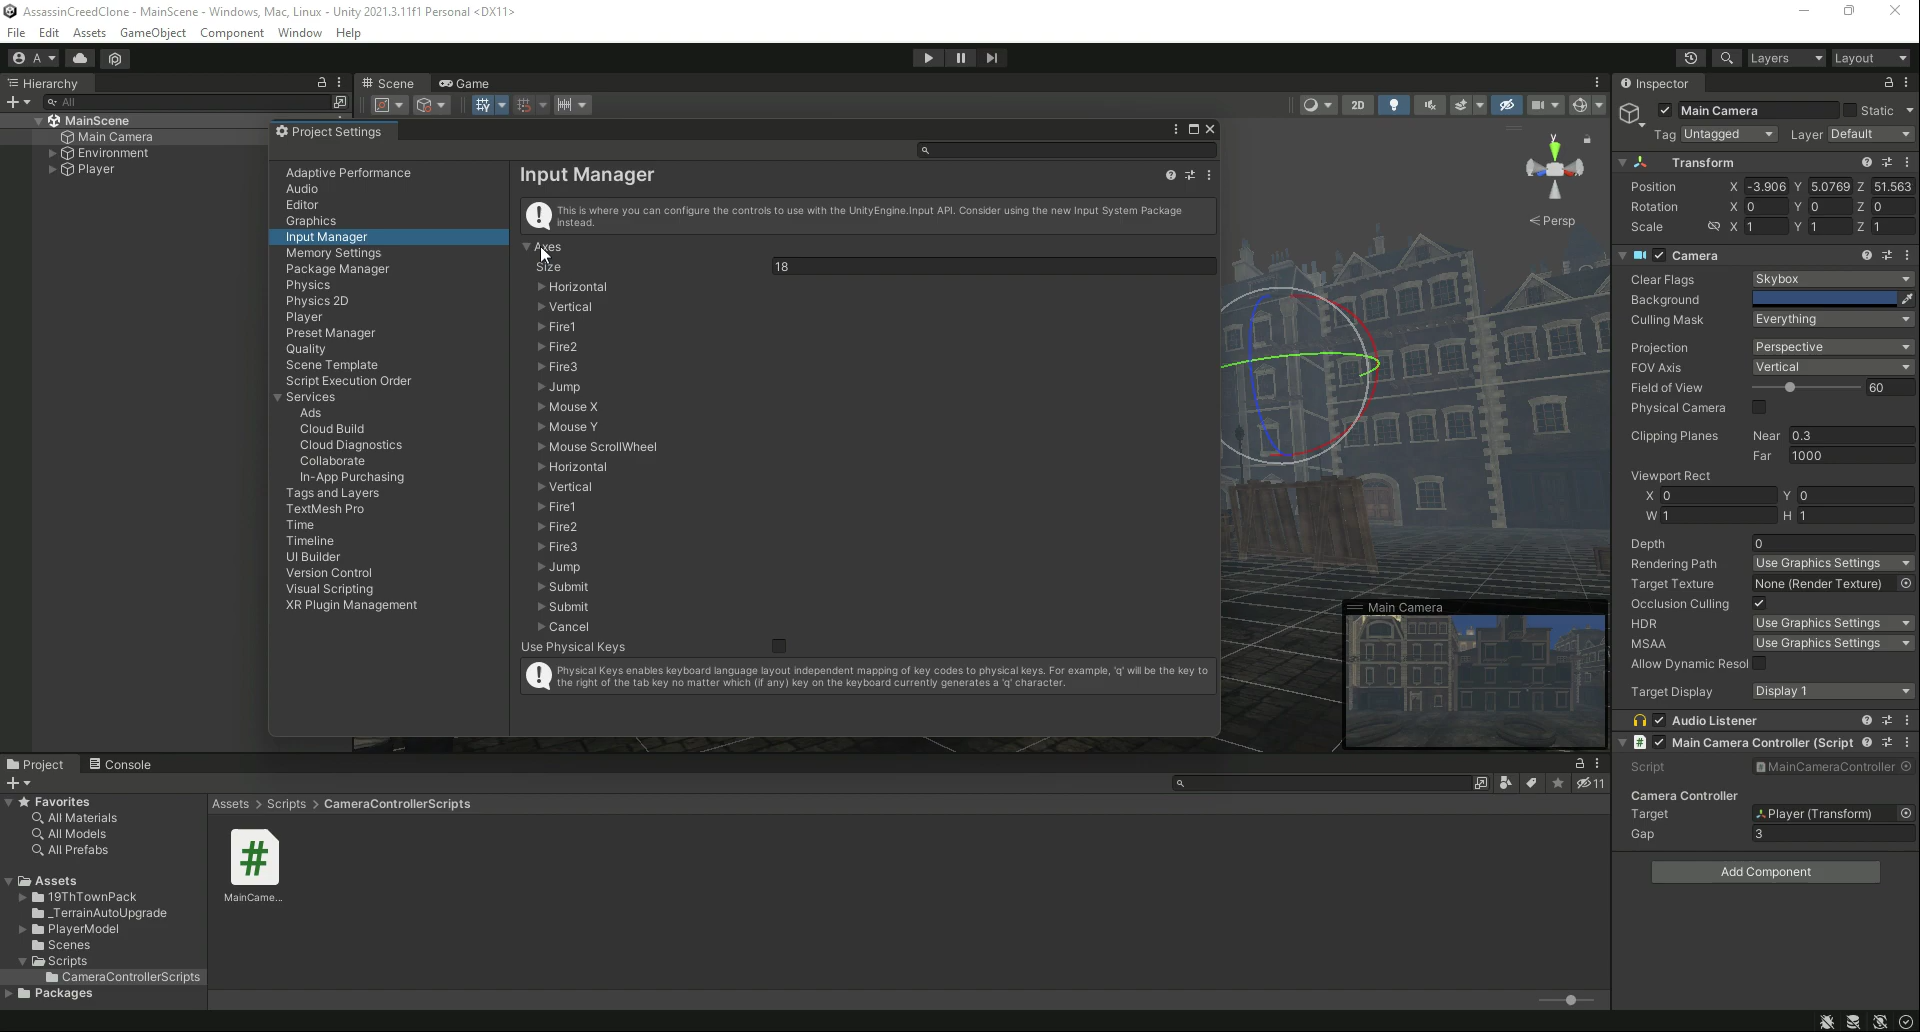 AssassinCreedClone - MainScene - Windows, Mac, Linux - Unity 2021.3.11f1 Personal <DX11>
File Edit Assets GameObject Component Window Help
A Layers Layout
Hierarchy
All
MainScene
Main Camera
Environment
Player
Scene Game
2D
Persp
y
Project Settings
Adaptive Performance
Audio
Editor
Graphics
Input Manager
Memory Settings
Package Manager
Physics
Physics 2D
Player
Preset Manager
Quality
Scene Template
Script Execution Order
Services
Ads
Cloud Build
Cloud Diagnostics
Collaborate
In-App Purchasing
Tags and Layers
TextMesh Pro
Time
Timeline
UI Builder
Version Control
Visual Scripting
XR Plugin Management
Input Manager
This is where you can configure the controls to use with the UnityEngine.Input API. Consider using the new Input System Package
instead.
Axes
Size 18
Horizontal
Vertical
Fire1
Fire2
Fire3
Jump
Mouse X
Mouse Y
Mouse ScrollWheel
Horizontal
Vertical
Fire1
Fire2
Fire3
Jump
Submit
Submit
Cancel
Use Physical Keys
Physical Keys enables keyboard language layout independent mapping of key codes to physical keys. For example, 'q' will be the key to
the right of the tab key no matter which (if any) key on the keyboard currently generates a 'q' character.
Main Camera
Inspector
Main Camera Static
Tag Untagged Layer Default
Transform
Position X -3.906 Y 5.0769 Z 51.563
Rotation X 0 Y 0 Z 0
Scale X 1 Y 1 Z 1
Camera
Clear Flags Skybox
Background
Culling Mask Everything
Projection Perspective
FOV Axis Vertical
Field of View 60
Physical Camera
Clipping Planes Near 0.3
Far 1000
Viewport Rect
X 0 Y 0
W 1 H 1
Depth 0
Rendering Path Use Graphics Settings
Target Texture None (Render Texture)
Occlusion Culling
HDR Use Graphics Settings
MSAA Use Graphics Settings
Allow Dynamic Resol
Target Display Display 1
Audio Listener
Main Camera Controller (Script
Script MainCameraController
Camera Controller
Target Player (Transform)
Gap 3
Add Component
Project Console
11
Favorites
All Materials
All Models
All Prefabs
Assets
19ThTownPack
_TerrainAutoUpgrade
PlayerModel
Scenes
Scripts
CameraControllerScripts
Packages
Assets > Scripts > CameraControllerScripts
#
MainCame...